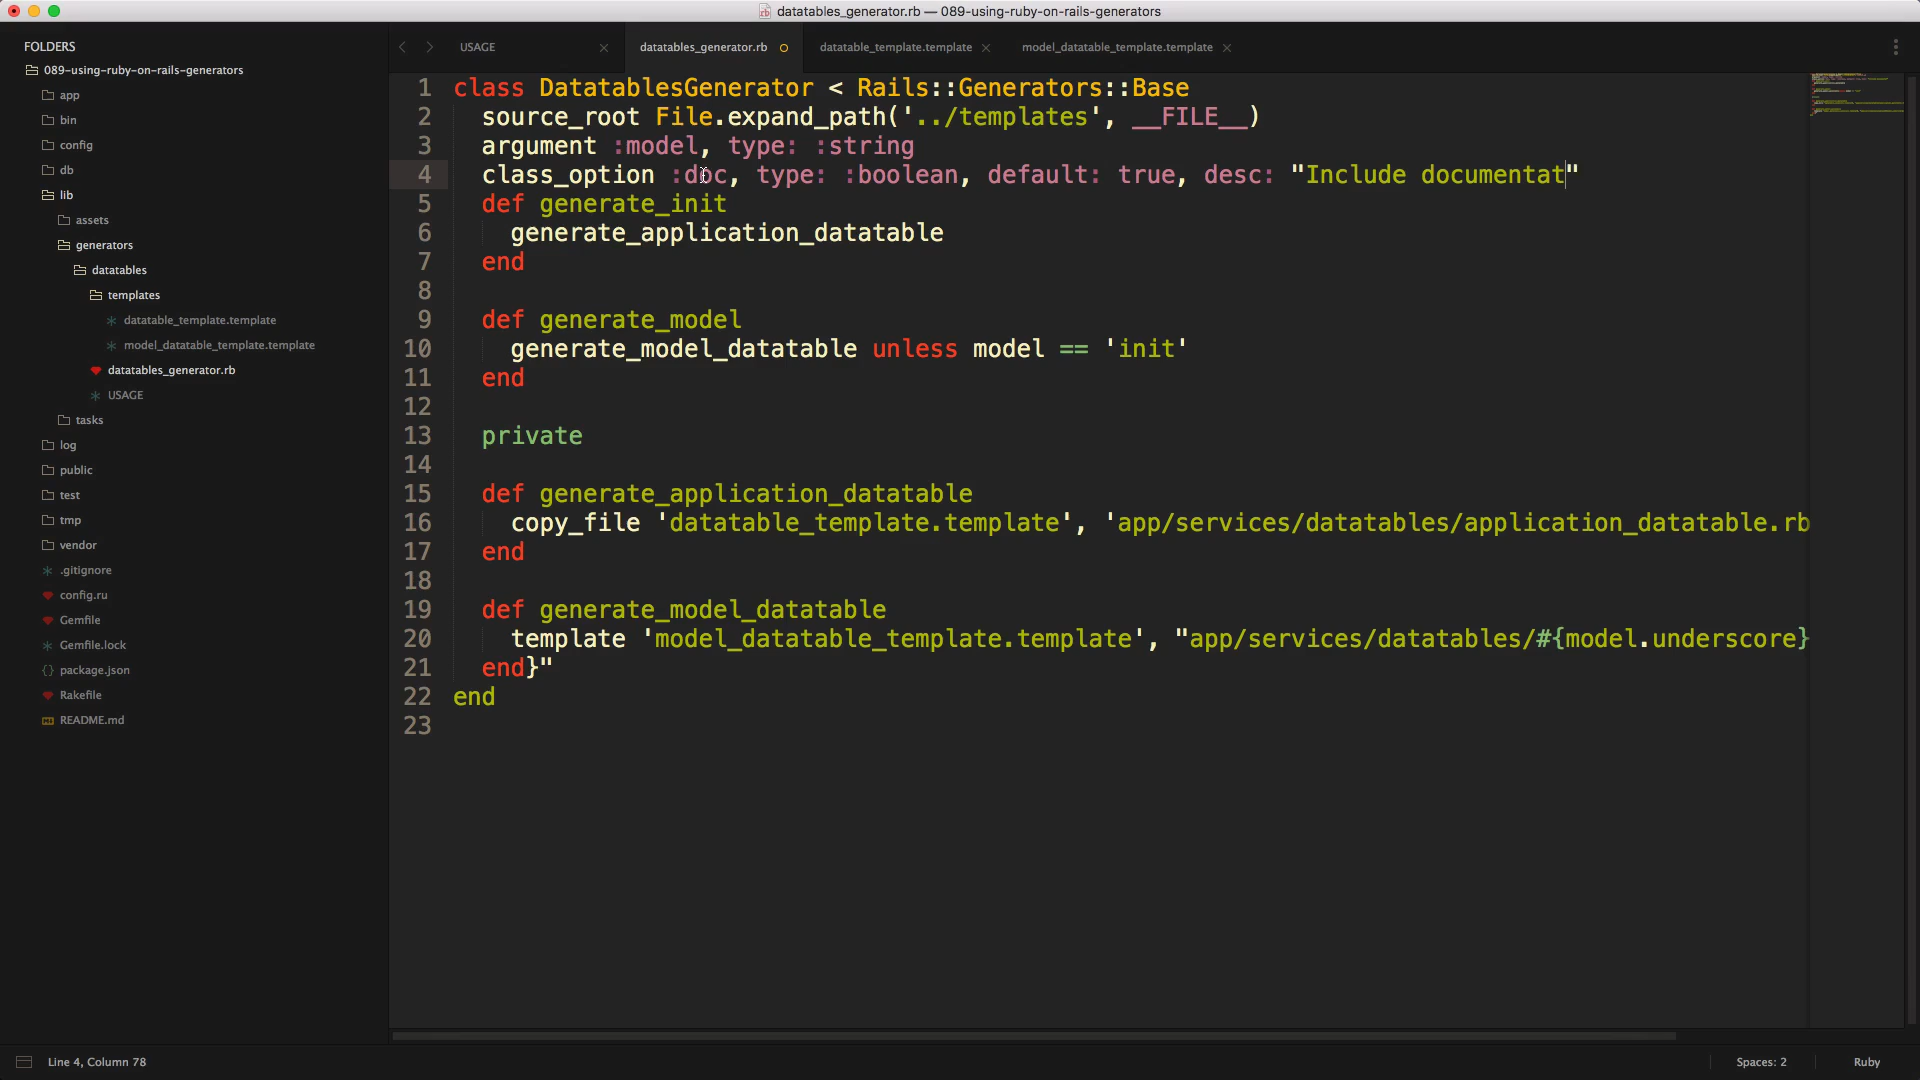 datatables_generator.rb — 089-using-ruby-on-rails-generators
FOLDERS
089-using-ruby-on-rails-generators
app
bin
config
db
lib
assets
generators
datatables
templates
datatable_template.template
model_datatable_template.template
datatables_generator.rb
USAGE
tasks
log
public
test
tmp
vendor
.gitignore
config.ru
Gemfile
Gemfile.lock
package.json
Rakefile
README.md
USAGE
datatables_generator.rb
datatable_template.template
model_datatable_template.template
1 class DatatablesGenerator < Rails::Generators::Base
2 source_root File.expand_path('../templates', __FILE__)
3 argument :model, type: :string
4 class_option :doc, type: :boolean, default: true, desc: "Include documentat"
5 def generate_init
6 generate_application_datatable
7 end
8
9 def generate_model
10 generate_model_datatable unless model == 'init'
11 end
12
13 private
14
15 def generate_application_datatable
16 copy_file 'datatable_template.template', 'app/services/datatables/application_datatable.rb
17 end
18
19 def generate_model_datatable
20 template 'model_datatable_template.template', "app/services/datatables/#{model.underscore}
21 end}"
22 end
23
Line 4, Column 78
Spaces: 2
Ruby